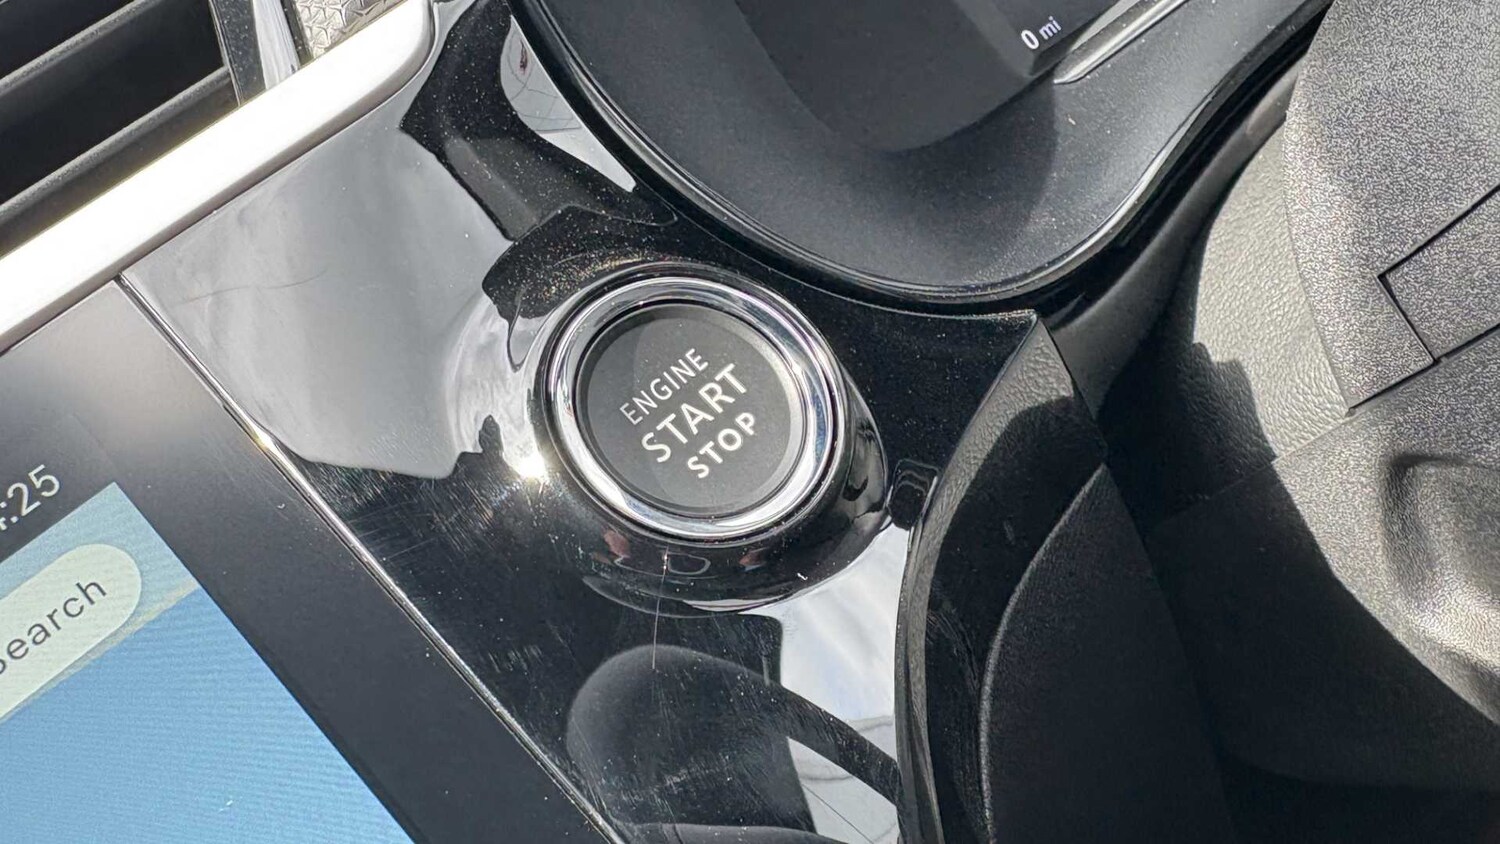 0 mi
ENGINE
START
STOP
:25
Search